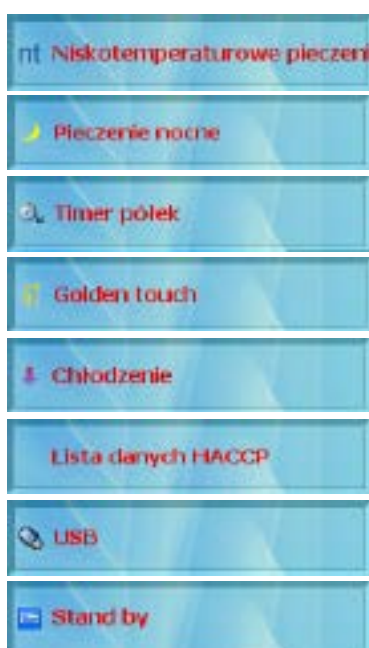 nt Niskotemperaturowe pieczeni
Pieczenie nocne
Timer półek
Golden touch
Chłodzenie
Lista danych HACCP
USB
Stand by